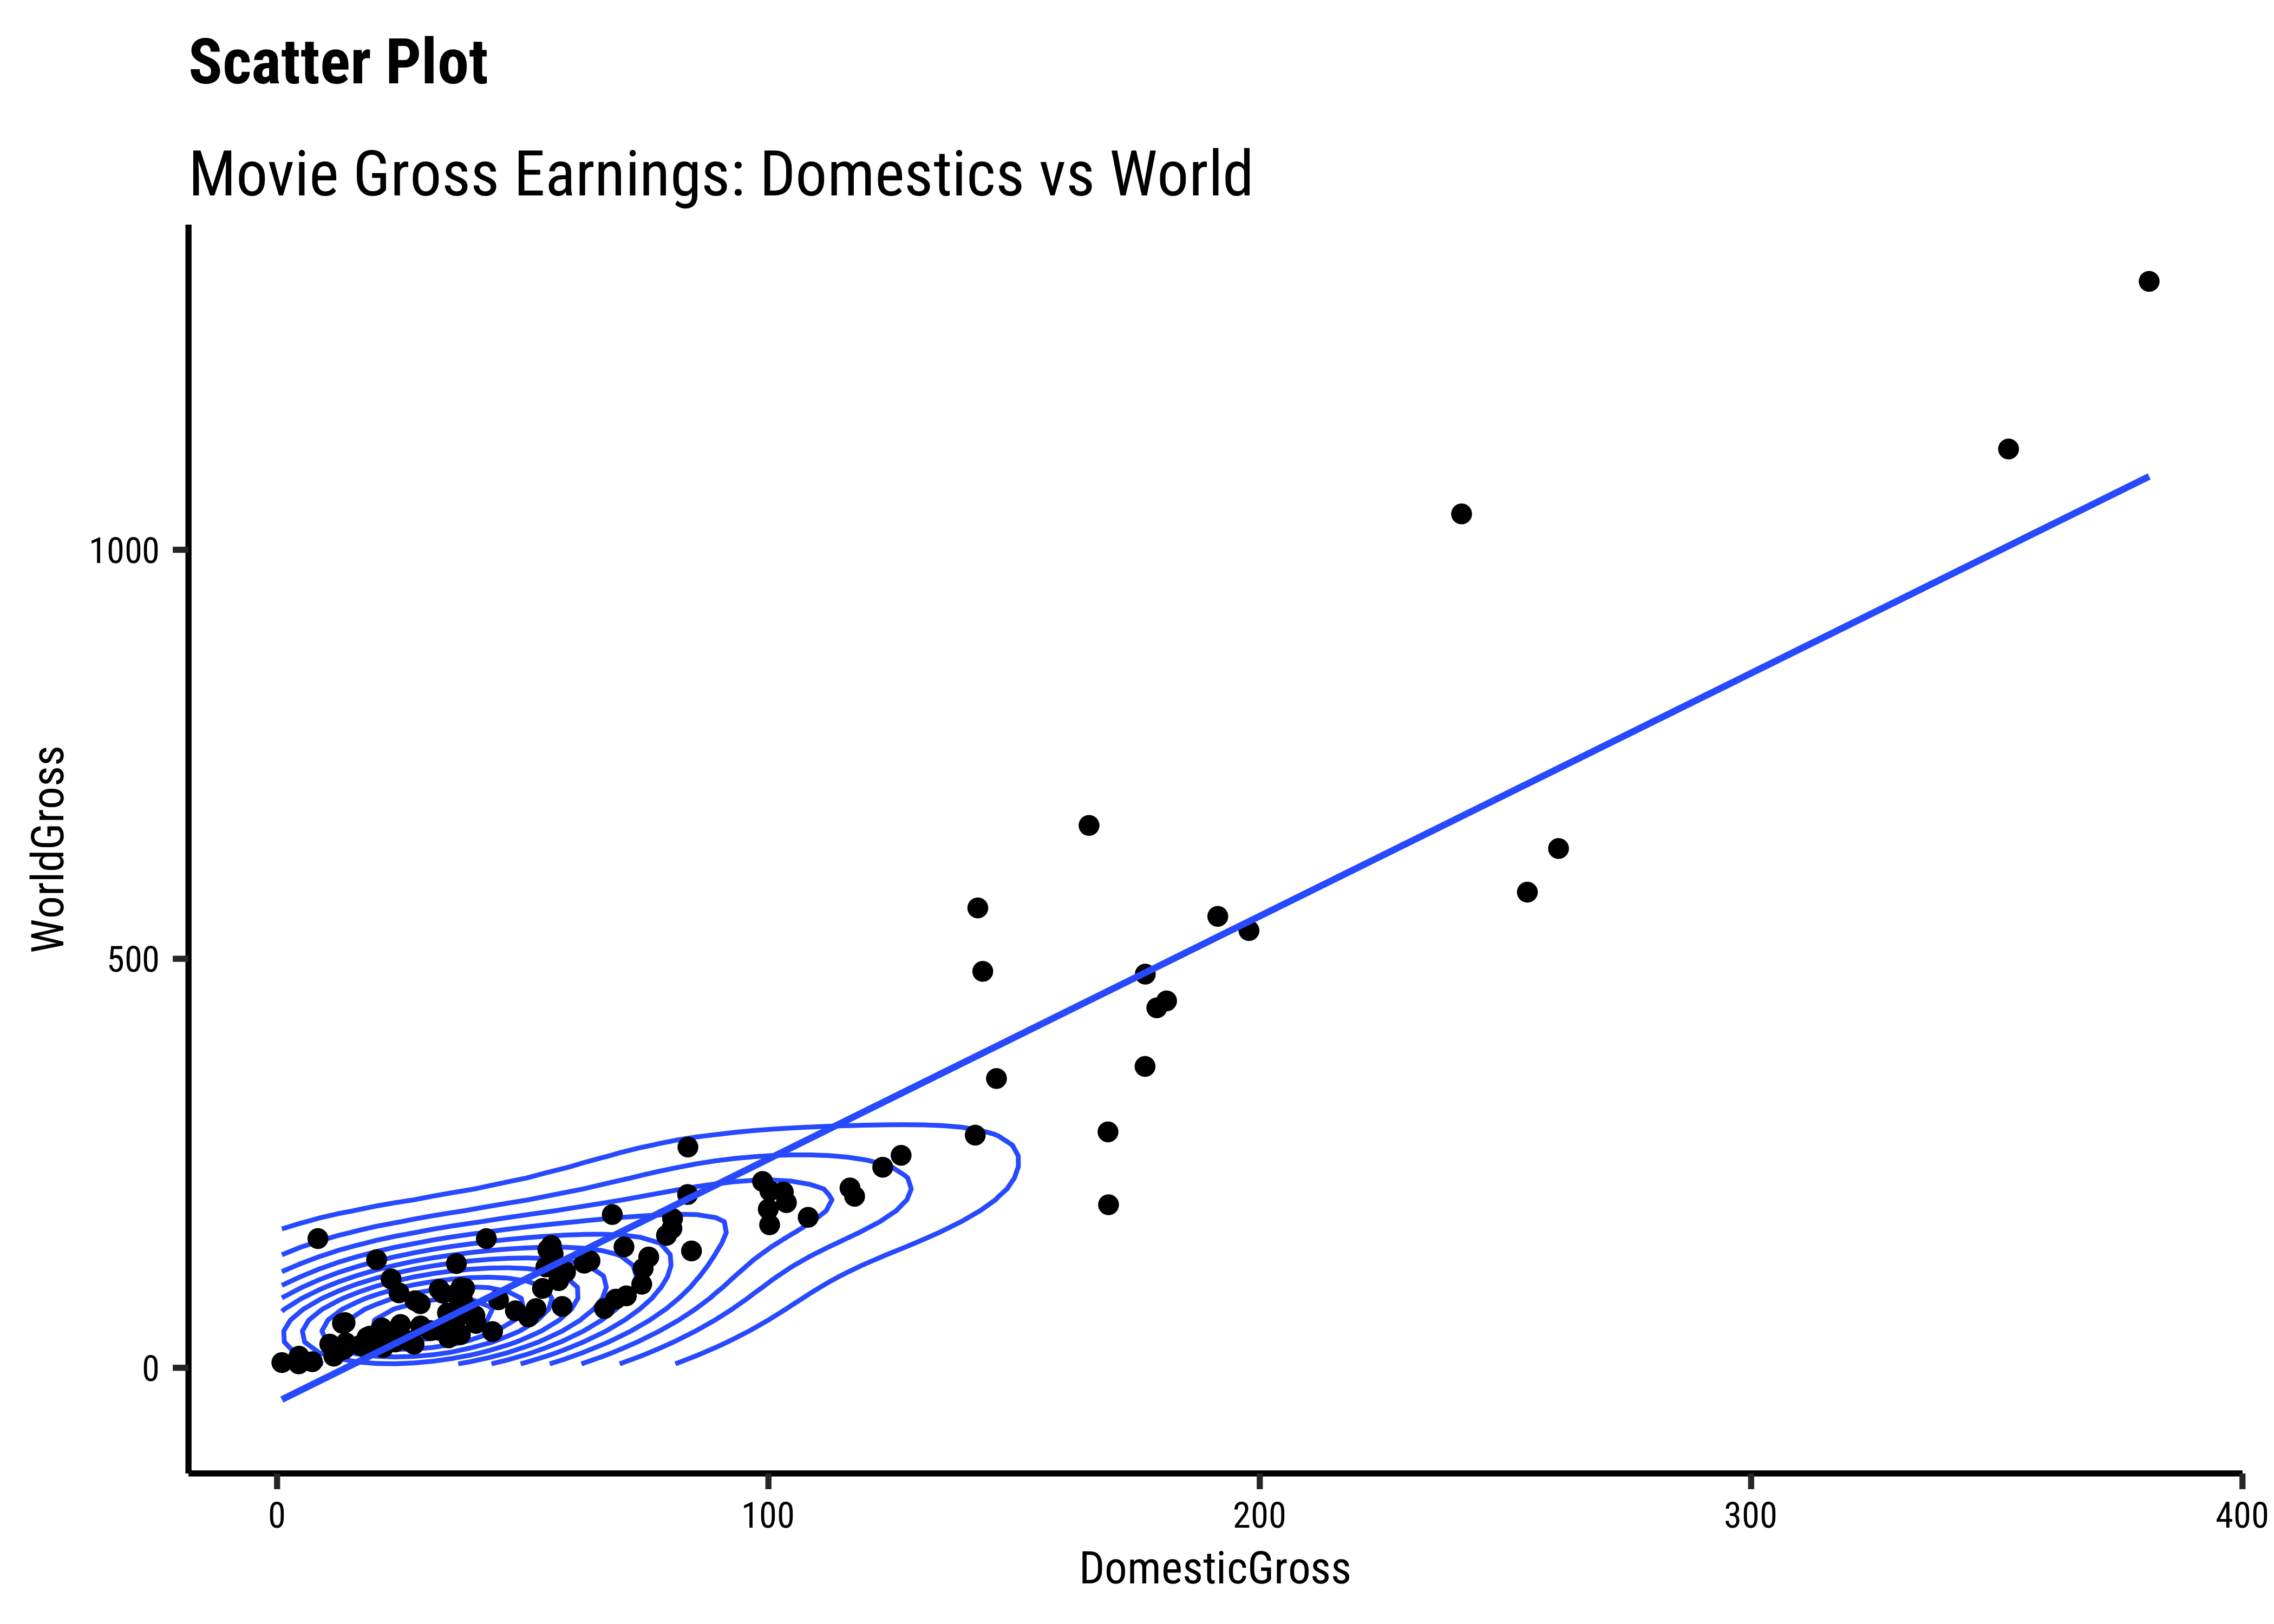 Scatter Plot
Movie Gross Earnings: Domestics vs World
WorldGross
1000
500
0
0 100 200 300 400
DomesticGross